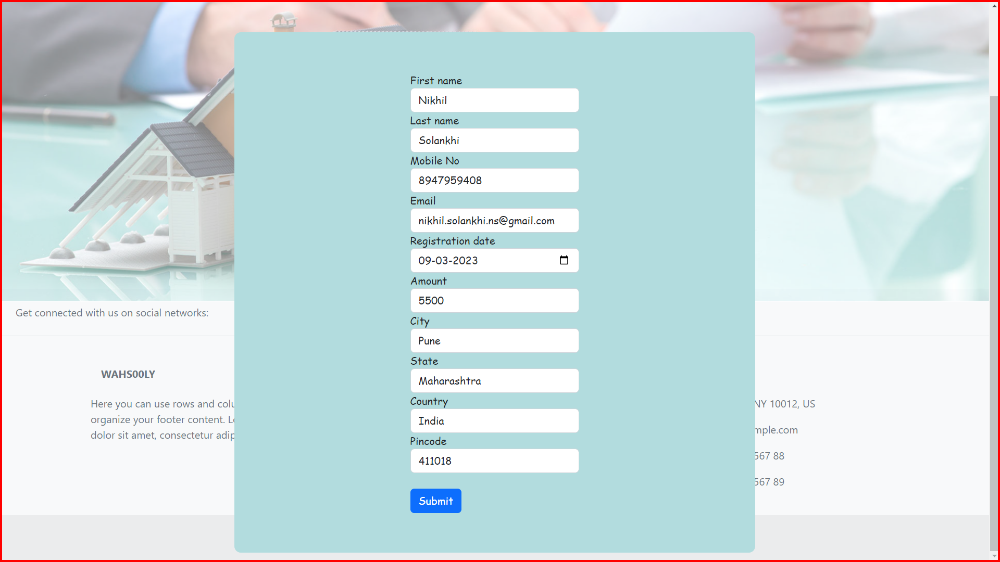 First name
Nikhil
Last name
Solankhi
Mobile No
8947959408
Email
nikhil.solankhi.ns@gmail.com
Registration date
09-03-2023
Amount
5500
City
Pune
State
Maharashtra
Country
India
Pincode
411018
Submit
Get connected with us on social networks:
WAHS00LY
Here you can use rows and
organize your footer content.
dolor sit amet, consectetur
NY 10012, US
mple.com
567 88
567 89